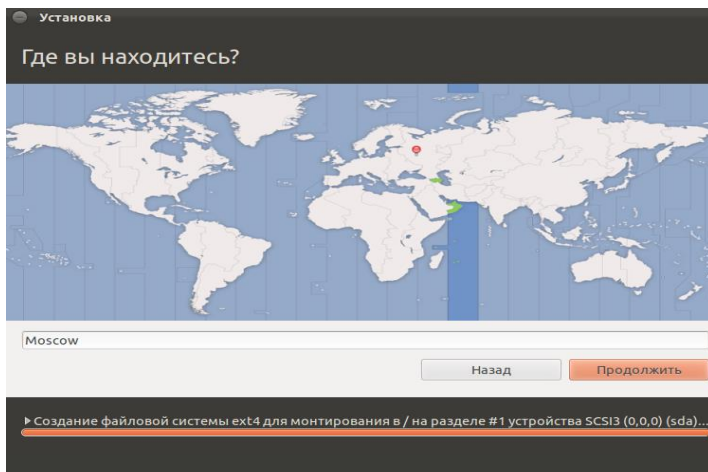 Установка
Где вы находитесь?
Moscow
Назад
Продолжить
Создание файловой системы ext4 для монтирования в / на разделе #1 устройства SCSI3 (0,0,0) (sda)...